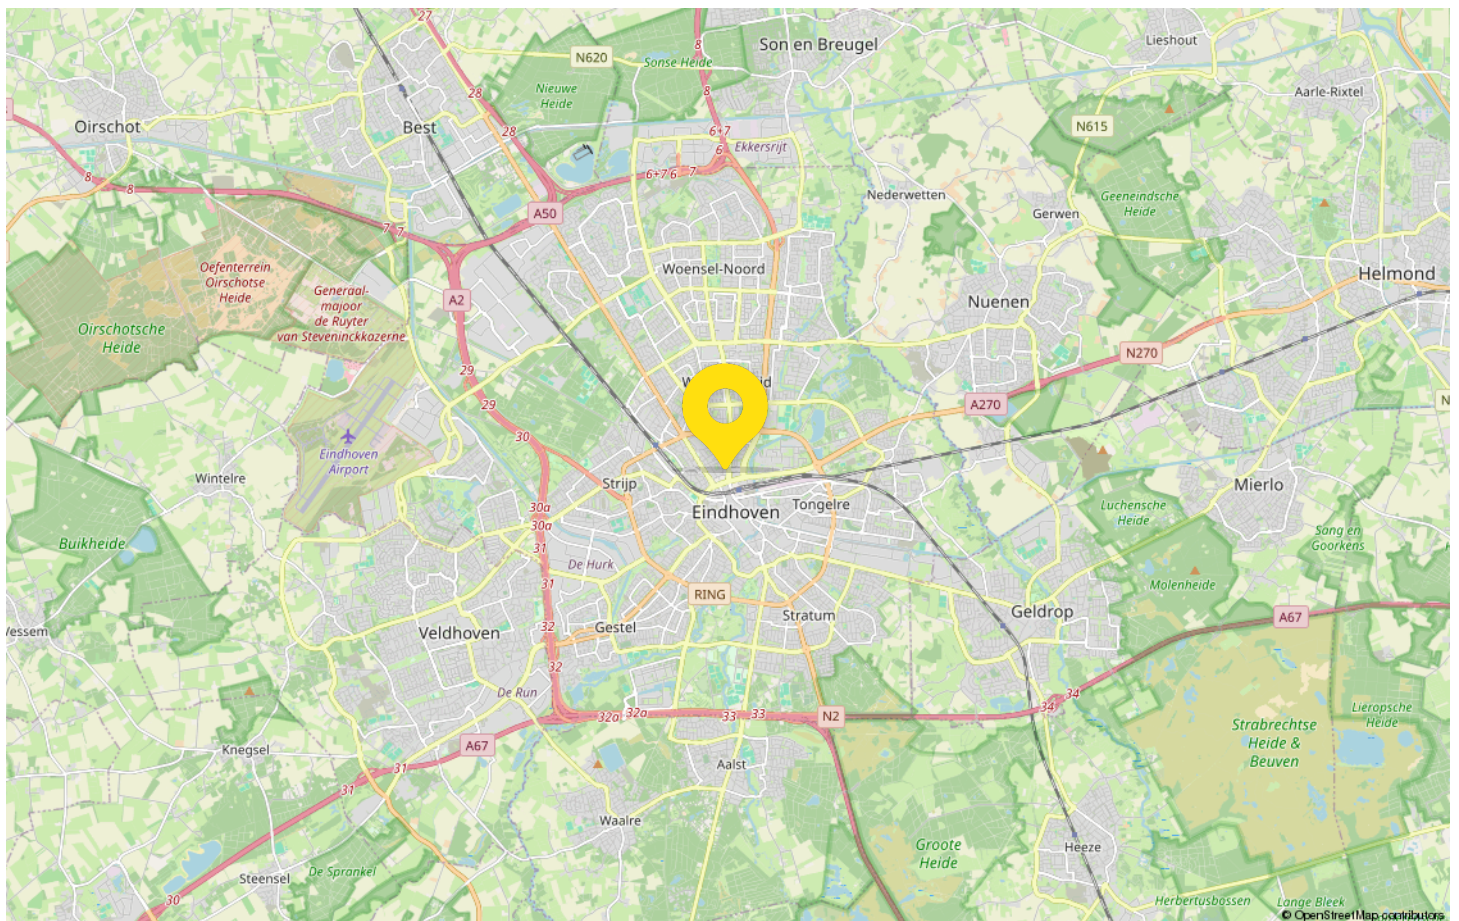 27
8
Son en Breugel
Lieshout
N620
Sonse Heide
28
Nieuwe
Heide
8
Aarle-Rixtel
Oirschot
Best
28
6+7
N615
6
Ekkersrijt
8
8
6+7
6
7
Nederwetten
Geeneindsche
Heide
A50
Gerwen
7
7
Oefenterrein
Oirschotse
Heide
Woensel-Noord
Helmond
Generaal-
majoor
de Ruyter
van Steveninckkazerne
A2
Nuenen
Oirschotsche
Heide
N270
29
29
A270
30
Eindhoven
Airport
Wintelre
Strijp
Mierlo
30a
Eindhoven
Tongelre
Luchensche
Heide
30a
Buikheide
31
Sang en
Goorkens
De Hurk
31
Molenheide
RING
Geldrop
Stratum
A67
32
Gestel
Wessem
Veldhoven
32
De Run
34
34
32a
32a
33
33
N2
Lieropsche
Heide
Strabrechtse
Heide &
Beuven
A67
Knegsel
Aalst
31
31
Waalre
Groote
Heide
Heeze
De Sprankel
Steensel
30
Herbertusbossen
Lange Bleek
© OpenStreetMap contributors